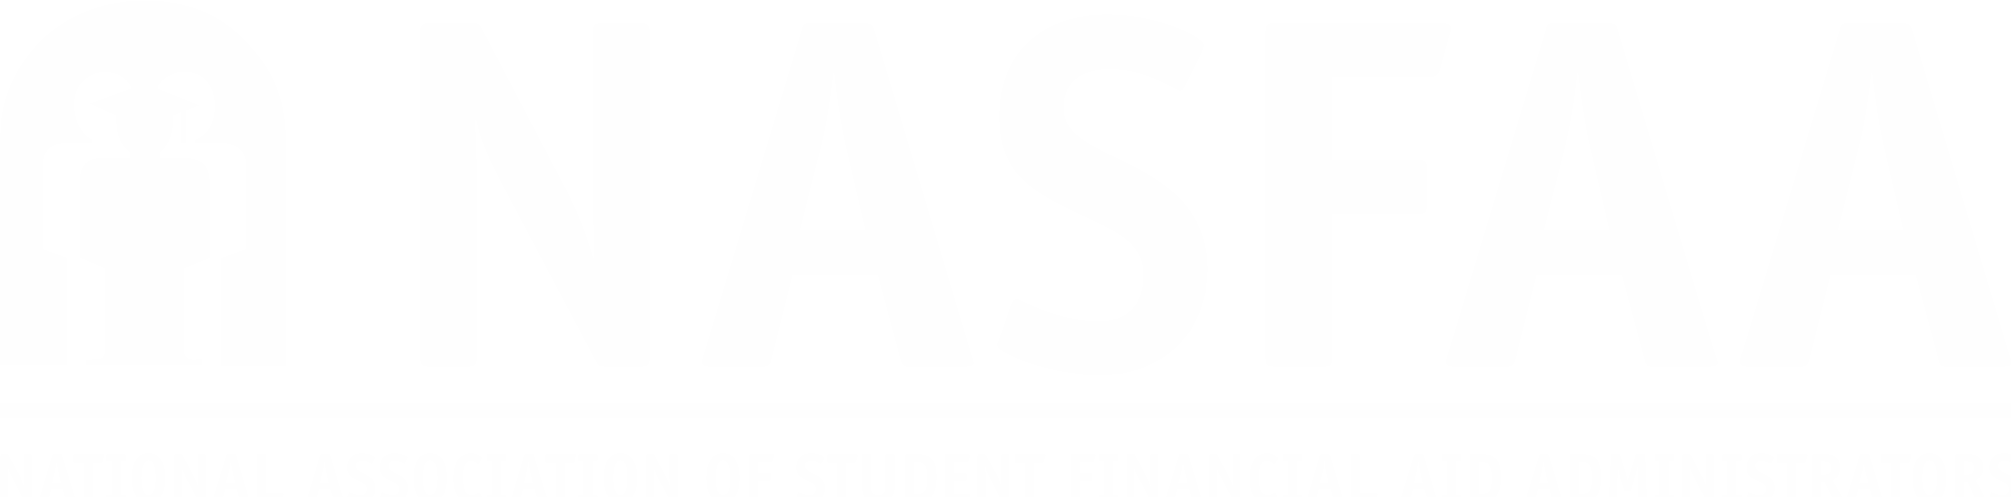 NASFAA
NATIONAL ASSOCIATION OF STUDENT FINANCIAL AID ADMINISTRATORS